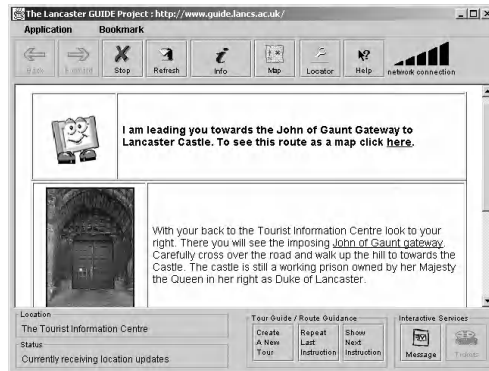 The Lancaster GUIDE Project : http://www.guide.lancs.ac.uk/
Application Bookmark
Back Forward Stop Refresh Info Map Locator Help network connection
I am leading you towards the John of Gaunt Gateway to
Lancaster Castle. To see this route as a map click here.
With your back to the Tourist Information Centre look to your
right. There you will see the imposing John of Gaunt gateway.
Carefully cross over the road and walk up the hill to towards the
Castle. The castle is still a working prison owned by her Majesty
the Queen in her right as Duke of Lancaster.
Location
The Tourist Information Centre
Status
Currently receiving location updates
Tour Guide / Route Guidance
Create
A New
Tour
Repeat
Last
Instruction
Show
Next
Instruction
Interactive Services
Message